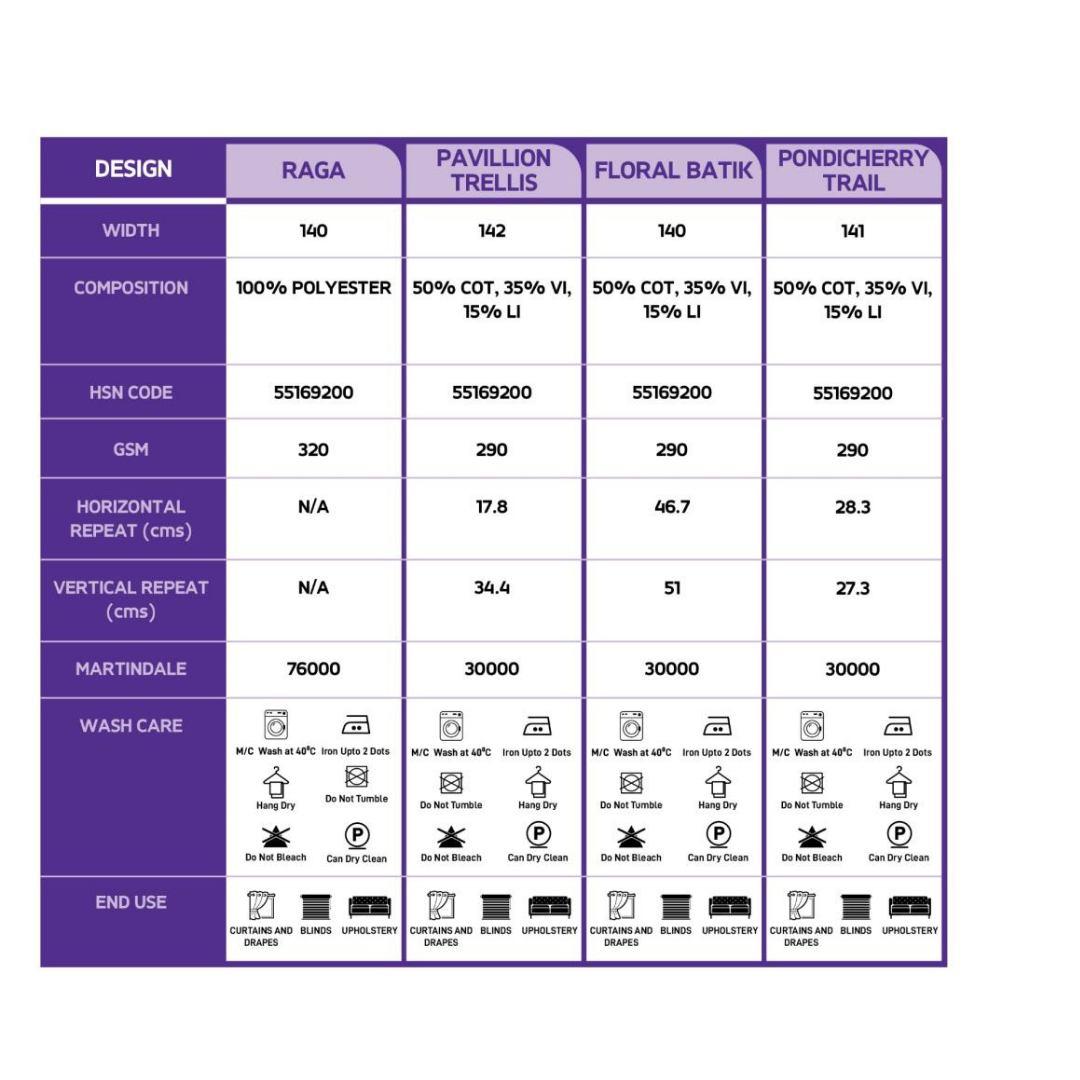 DESIGN RAGA PAVILLION TRELLIS FLORAL BATIK PONDICHERRY TRAIL
WIDTH 140 142 140 141
COMPOSITION 100% POLYESTER 50% COT, 35% VI, 15% LI 50% COT, 35% VI, 15% LI 50% COT, 35% VI, 15% LI
HSN CODE 55169200 55169200 55169200 55169200
GSM 320 290 290 290
HORIZONTAL REPEAT (cms) N/A 17.8 46.7 28.3
VERTICAL REPEAT (cms) N/A 34.4 51 27.3
MARTINDALE 76000 30000 30000 30000
WASH CARE
M/C Wash at 40°C Iron Upto 2 Dots M/C Wash at 40°C Iron Upto 2 Dots M/C Wash at 40°C Iron Upto 2 Dots M/C Wash at 40°C Iron Upto 2 Dots
Hang Dry Do Not Tumble Do Not Tumble Hang Dry Do Not Tumble Hang Dry Do Not Tumble Hang Dry
P P P P
Do Not Bleach Can Dry Clean Do Not Bleach Can Dry Clean Do Not Bleach Can Dry Clean Do Not Bleach Can Dry Clean
END USE
CURTAINS AND DRAPES BLINDS UPHOLSTERY CURTAINS AND DRAPES BLINDS UPHOLSTERY CURTAINS AND DRAPES BLINDS UPHOLSTERY CURTAINS AND DRAPES BLINDS UPHOLSTERY